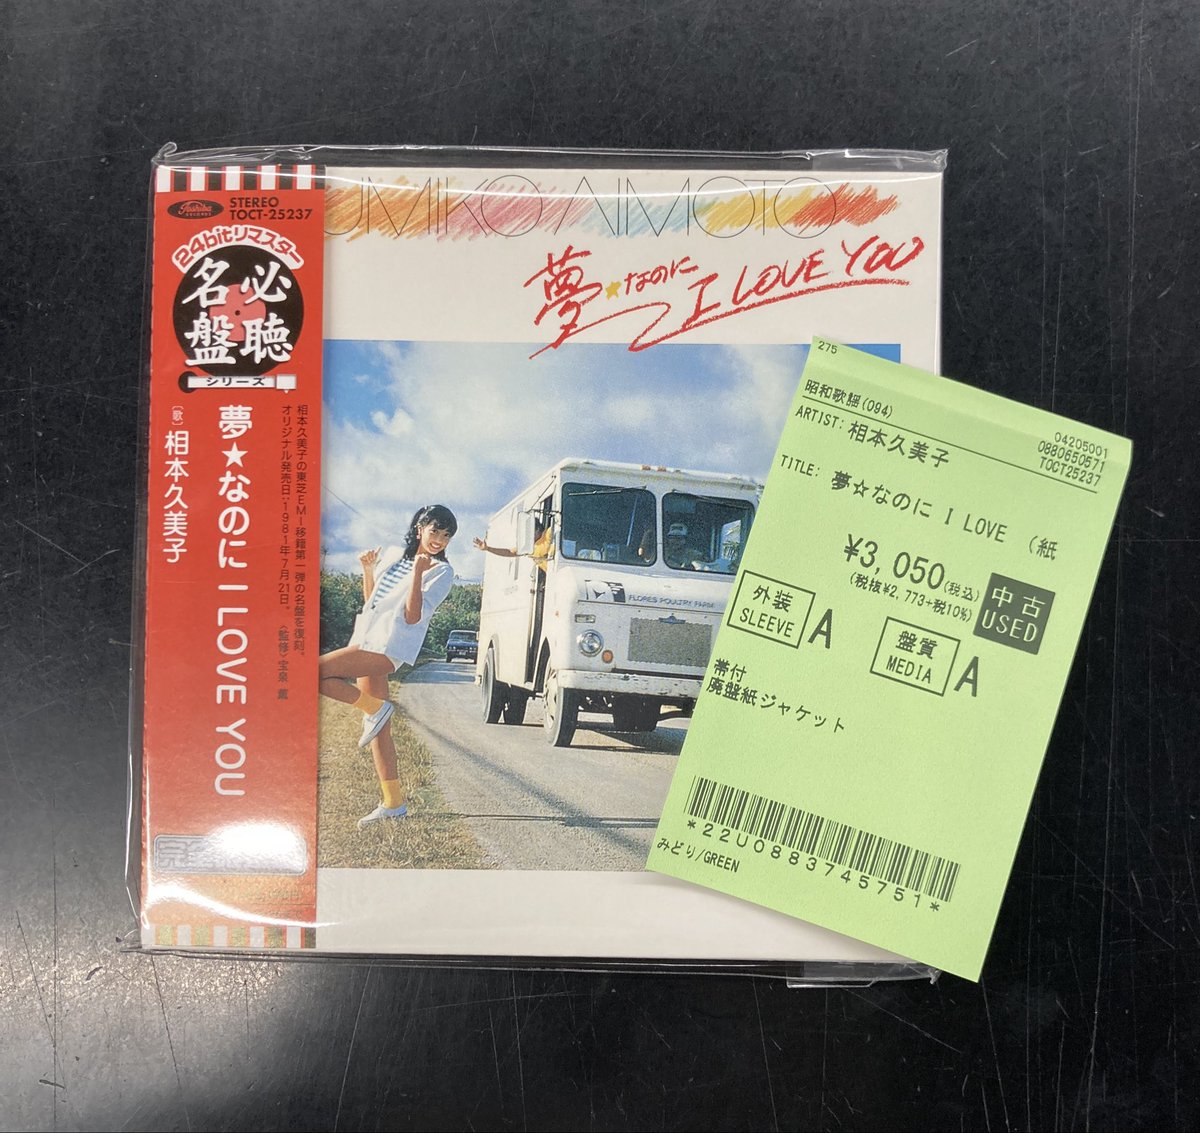 STEREO
TOCT-25237
24bitリマスター
必聴
名盤
シリーズ
相本久美子の東芝EMI移籍第一弾の名盤を復刻。
オリジナル発売日:1981年7月21日。〈監修〉宝泉 薫
夢★なのに I LOVE YOU
〔歌〕相本久美子
UMIKO AIMOTO
夢★なのに
I LOVE YOU
FLORES POULTRY FARM
275
昭和歌謡(094)
04205001
ARTIST: 相本久美子
0880650571
TOCT25237
TITLE: 夢☆なのに I LOVE (紙
¥3,050(税込)
(税抜¥2,773+税10%)
中古
USED
外装
SLEEVE
A
盤質
MEDIA
A
帯付
廃盤紙ジャケット
*22U0883745751*
みどり/GREEN